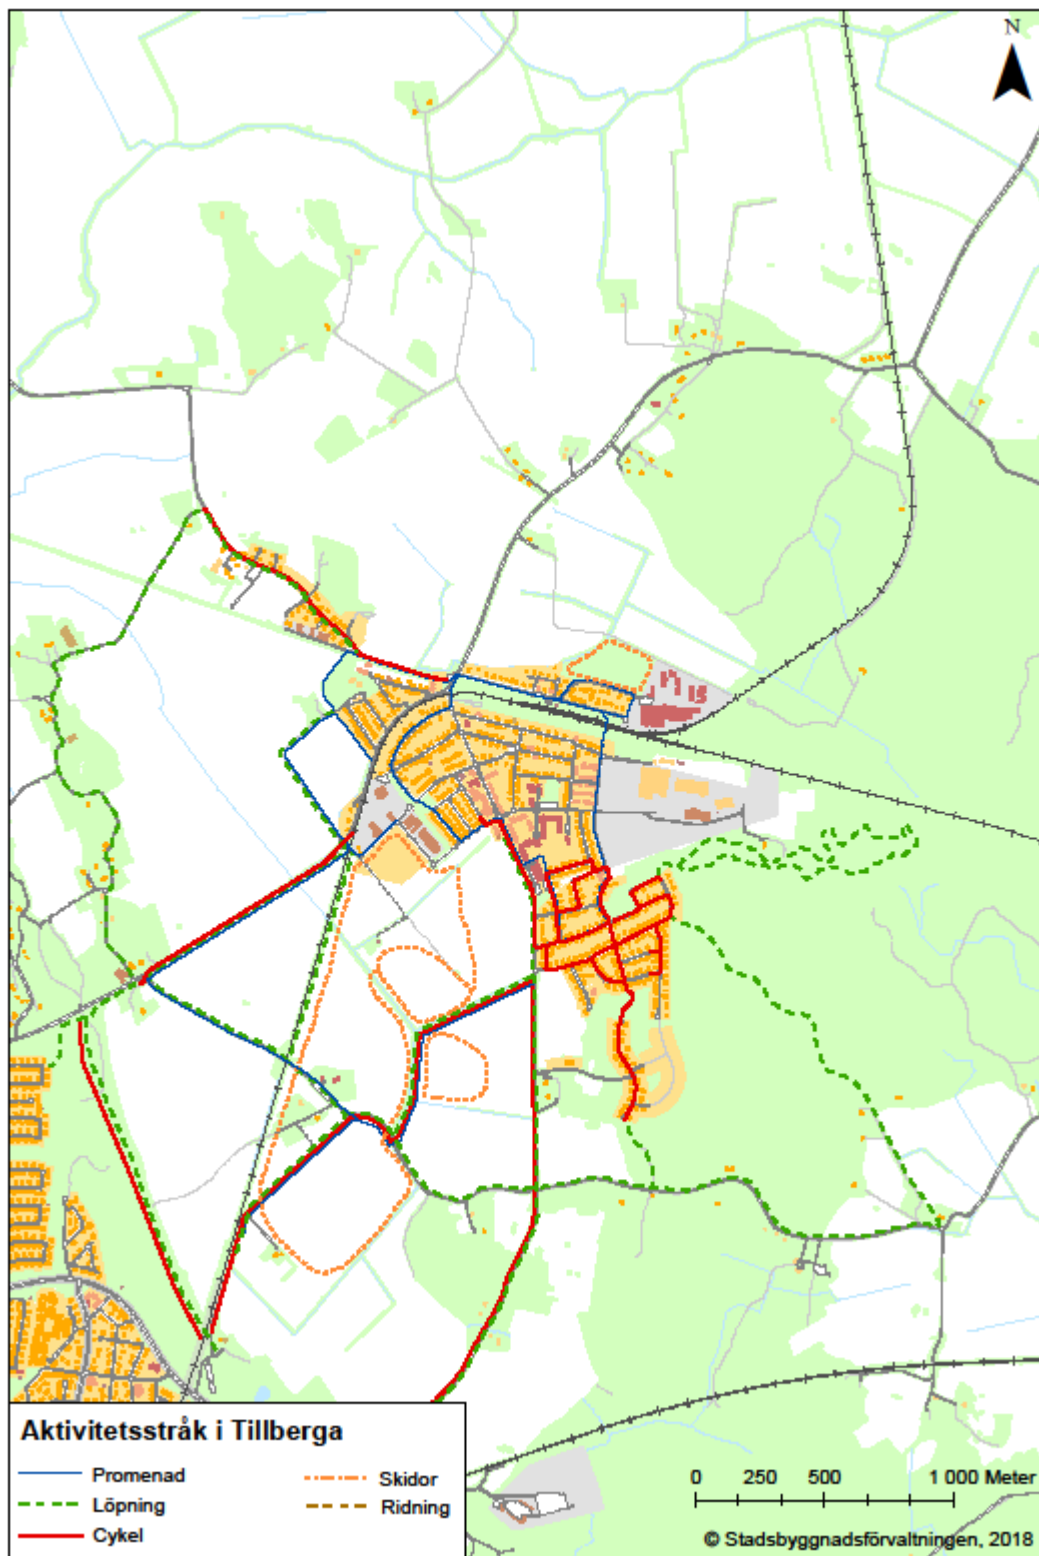 N
Aktivitetsstråk i Tillberga
Promenad
Löpning
Cykel
Skidor
Ridning
0 250 500 1 000 Meter
© Stadsbyggnadsförvaltningen, 2018